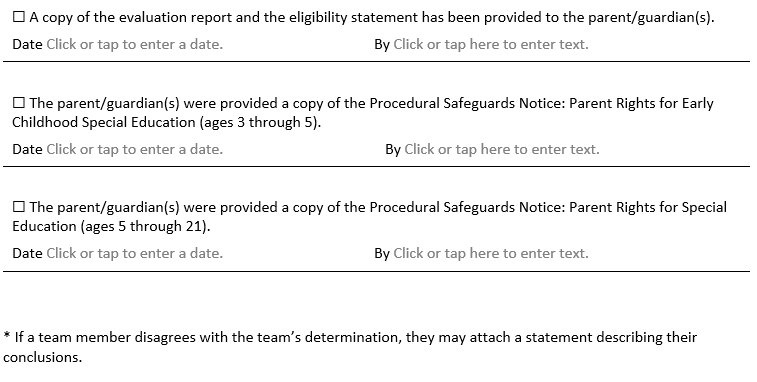 ☐ A copy of the evaluation report and the eligibility statement has been provided to the parent/guardian(s).
Date Click or tap to enter a date. By Click or tap here to enter text.
☐ The parent/guardian(s) were provided a copy of the Procedural Safeguards Notice: Parent Rights for Early
Childhood Special Education (ages 3 through 5).
Date Click or tap to enter a date. By Click or tap here to enter text.
☐ The parent/guardian(s) were provided a copy of the Procedural Safeguards Notice: Parent Rights for Special
Education (ages 5 through 21).
Date Click or tap to enter a date. By Click or tap here to enter text.
* If a team member disagrees with the team’s determination, they may attach a statement describing their
conclusions.